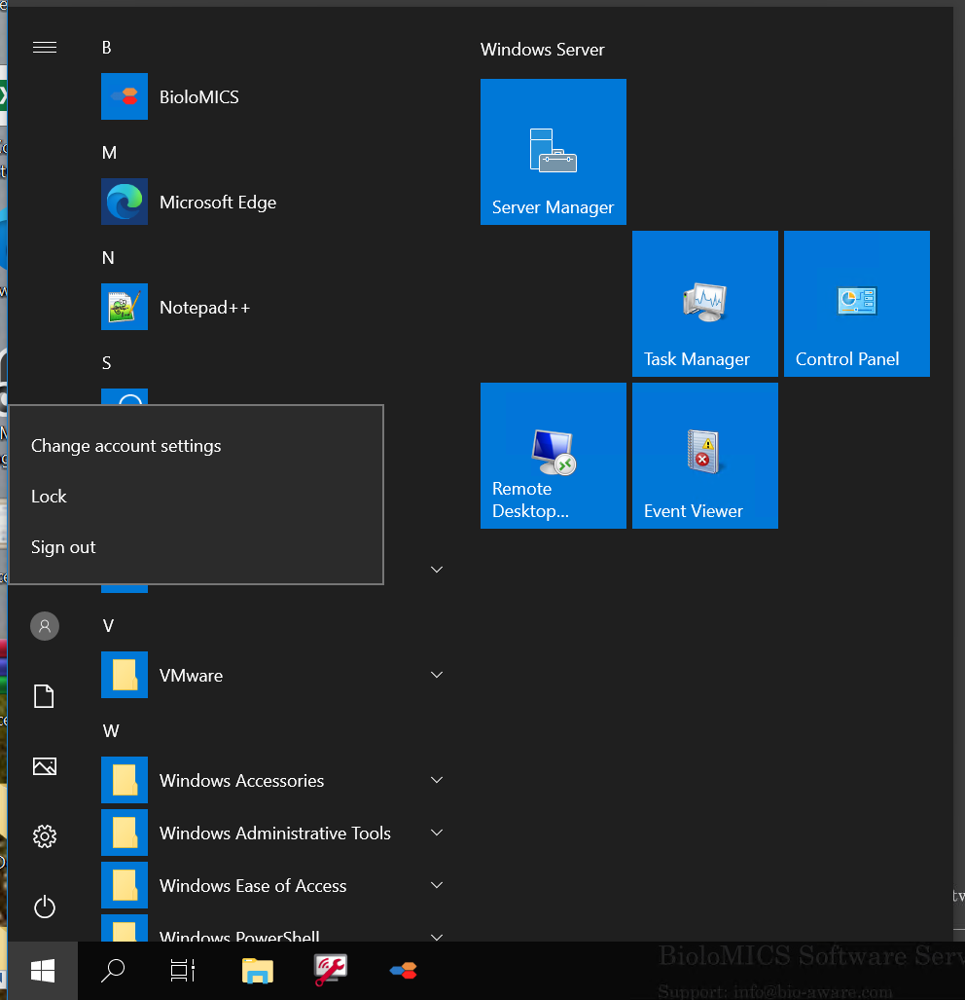 B
BioloMICS
M
Microsoft Edge
N
Notepad++
S
Change account settings
Lock
Sign out
V
VMware
W
Windows Accessories
Windows Administrative Tools
Windows Ease of Access
Windows PowerShell
Windows Server
Server Manager
Task Manager
Control Panel
Remote
Desktop...
Event Viewer
BioloMICS Software Serv
Support: info@bio-aware.com